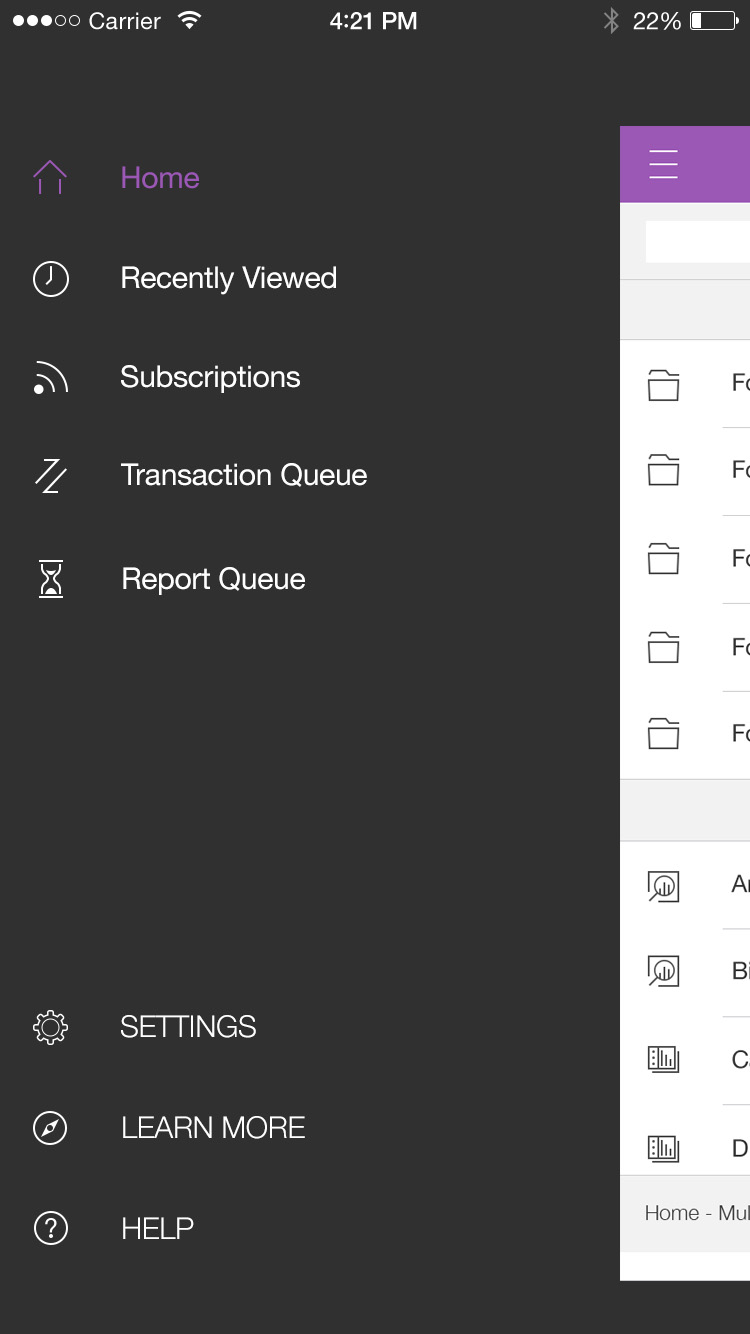 Carrier 4:21 PM 22%
Home
Recently Viewed
Subscriptions
Transaction Queue
Report Queue
SETTINGS
LEARN MORE
HELP
Fo
Fo
Fo
Fo
Fo
Bi
D
Home - Mul